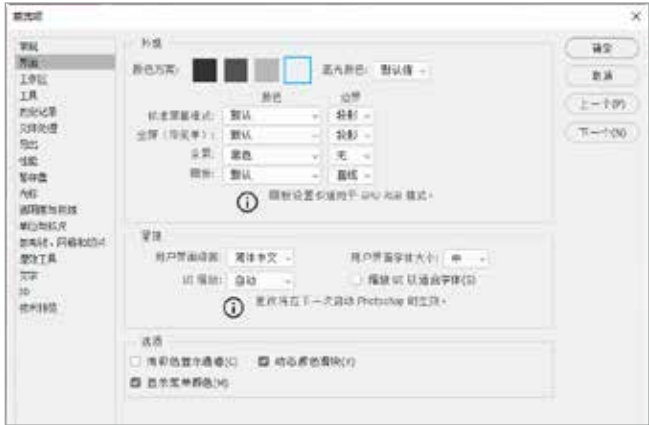 首选项
常规
界面
工作区
工具
历史记录
文件处理
导出
性能
暂存盘
光标
透明度与色域
单位与标尺
参考线、网格和切片
增效工具
文字
3D
技术预览
外观
颜色方案: 高光颜色: 默认值
颜色 边界
标准屏幕模式: 默认 投影
全屏(带菜单): 默认 投影
全屏: 黑色 无
画板: 默认 直线
画板设置仅适用于 GPU RGB 模式。
呈现
用户界面语言: 简体中文 用户界面字体大小: 中
UI 缩放: 自动 缩放 UI 以适合字体(S)
更改将在下一次启动 Photoshop 时生效。
选项
用彩色显示通道(C) 动态颜色滑块(Y)
显示菜单颜色(M)
确定
取消
上一个(P)
下一个(N)